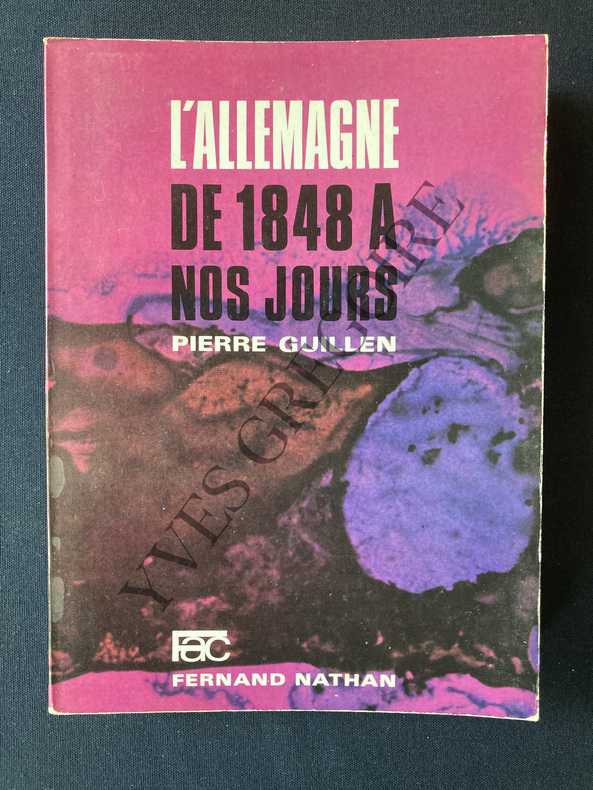 L'ALLEMAGNE
DE 1848 A
NOS JOURS
PIERRE GUILLEN
YVES GREGOIRE
Fac
FERNAND NATHAN